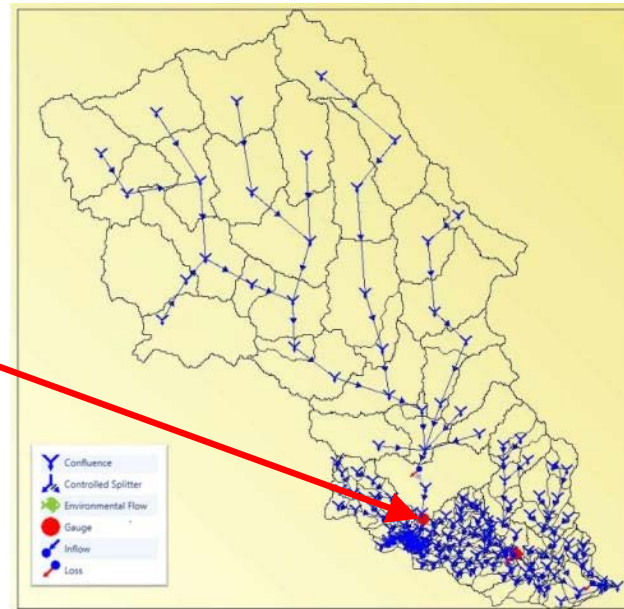 Confluence
Controlled Splitter
Environmental Flow
Gauge
Inflow
Loss